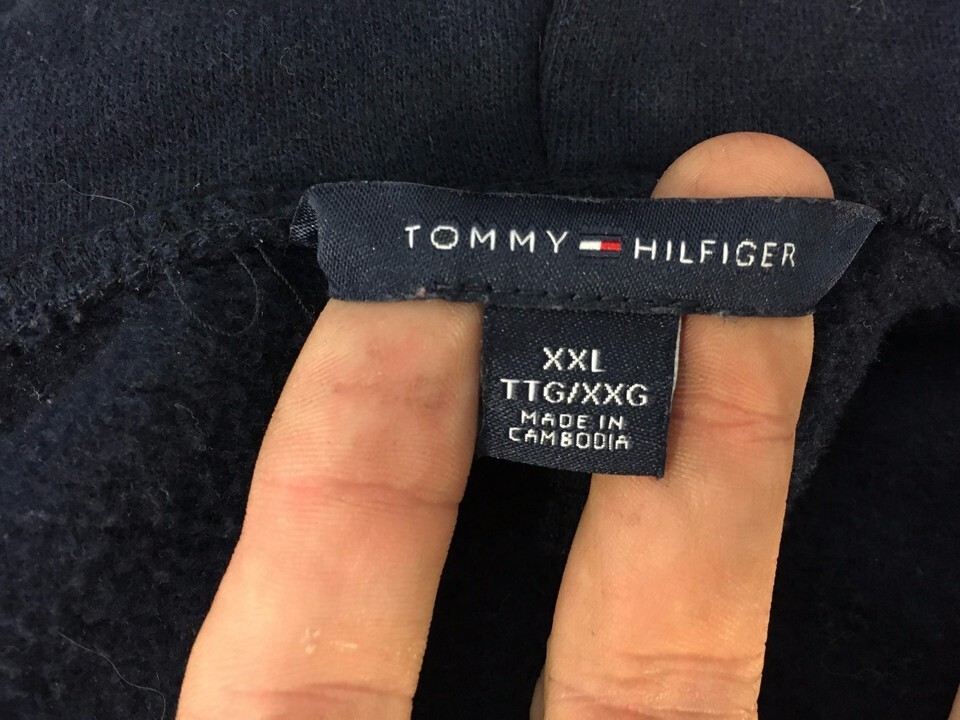 TOMMY HILFIGER
XXL
TTG/XXG
MADE IN
CAMBODIA